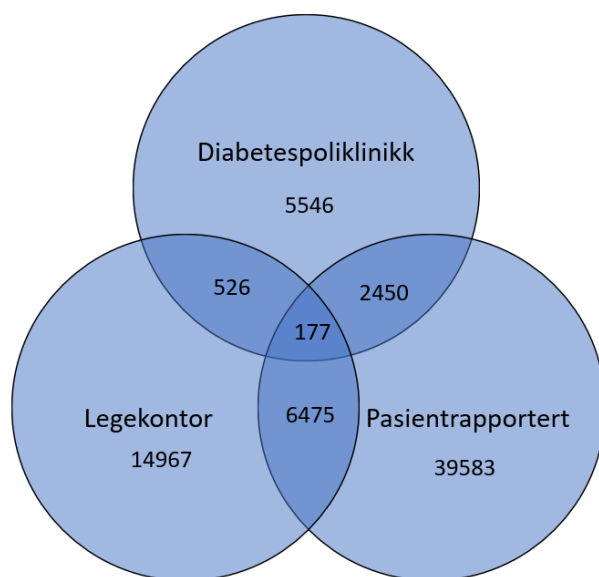 Diabetespoliklinikk
5546
526
2450
177
Legekontor
14967
6475
Pasientrapportert
39583